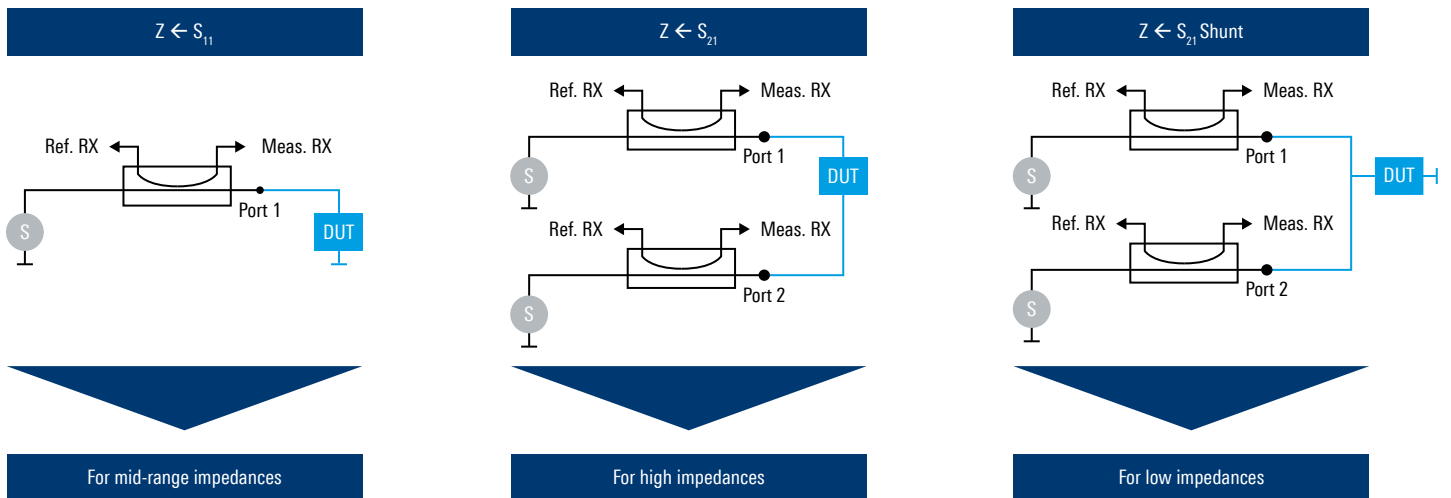 Z ← S₁₁
Ref. RX
Meas. RX
Port 1
S
DUT
For mid-range impedances
Z ← S₂₁
Ref. RX
Meas. RX
Port 1
S
DUT
Ref. RX
Meas. RX
Port 2
S
For high impedances
Z ← S₂₁ Shunt
Ref. RX
Meas. RX
Port 1
S
DUT
Ref. RX
Meas. RX
Port 2
S
For low impedances